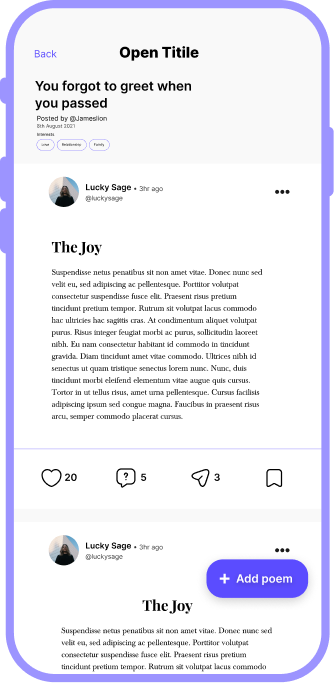 Back
Open Titile
You forgot to greet when
you passed
Posted by @Jameslion
8th August 2021
Interests
Love Relationship Family
Lucky Sage • 3hr ago
@luckysage
The Joy
Suspendisse netus penatibus sit non amet vitae. Donec nunc sed
velit eu, sed adipiscing ac pellentesque. Porttitor volutpat
consectetur suspendisse fusce elit. Praesent risus pretium
tincidunt pretium tempor. Rutrum sit volutpat lacus commodo
hac ultricies hac sagittis cras. At condimentum aliquet volutpat
purus. Risus integer feugiat morbi ac purus, sollicitudin laoreet
nibh. Eu nam consectetur habitant id commodo in tincidunt
gravida. Diam tincidunt amet vitae commodo. Ultrices nibh id
senectus ut quam tristique senectus lorem nunc. Nunc, duis
tincidunt morbi eleifend elementum vitae augue quis cursus.
Tortor in ut tellus risus, amet ornare urna. Cursus facilisis
adipiscing ipsum sed congue magna. Faucibus in praesent risus
arcu, semper commodo placerat cursus.
20 5 3
Lucky Sage • 3hr ago
@luckysage
+ Add poem
The Joy
Suspendisse netus penatibus sit non amet vitae. Donec nunc sed
velit eu, sed adipiscing ac pellentesque. Porttitor volutpat
consectetur suspendisse fusce elit. Praesent risus pretium
tincidunt pretium tempor. Rutrum sit volutpat lacus commodo